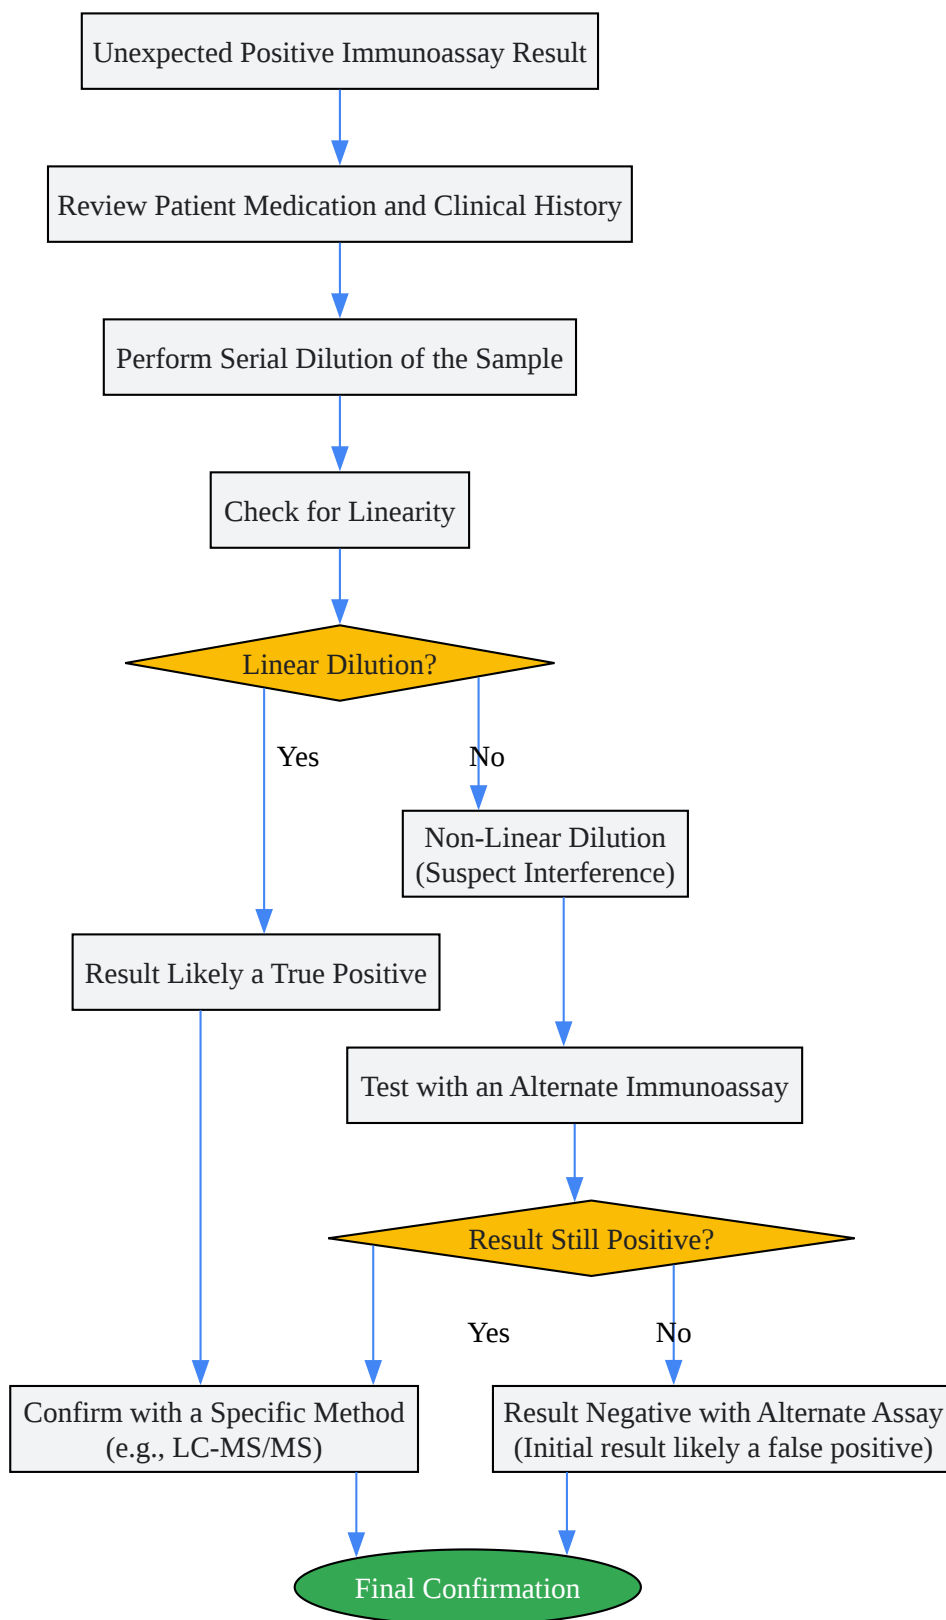 Unexpected Positive Immunoassay Result
Review Patient Medication and Clinical History
Perform Serial Dilution of the Sample
Check for Linearity
Linear Dilution?
Yes
No
Non-Linear Dilution
(Suspect Interference)
Result Likely a True Positive
Test with an Alternate Immunoassay
Result Still Positive?
Yes
No
Confirm with a Specific Method
(e.g., LC-MS/MS)
Result Negative with Alternate Assay
(Initial result likely a false positive)
Final Confirmation